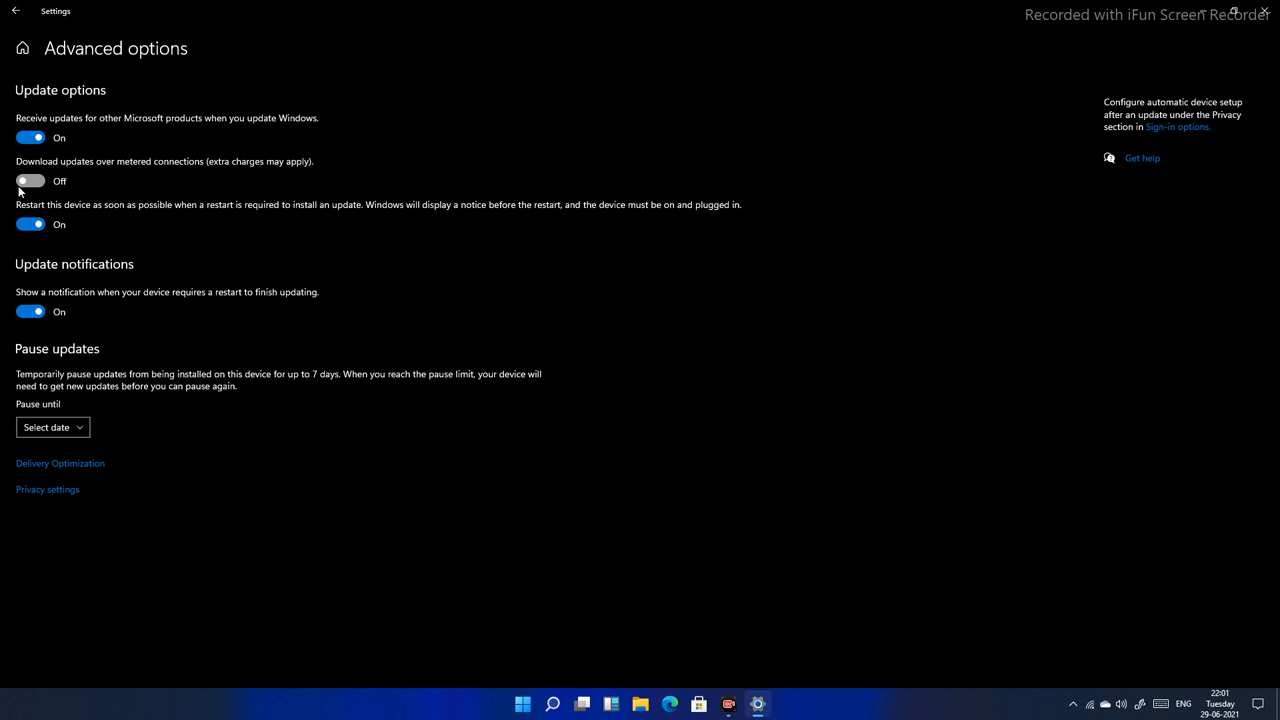 Settings
Recorded with iFun Screen Recorder
Advanced options
Update options
Receive updates for other Microsoft products when you update Windows.
On
Download updates over metered connections (extra charges may apply).
Off
Restart this device as soon as possible when a restart is required to install an update. Windows will display a notice before the restart, and the device must be on and plugged in.
On
Update notifications
Show a notification when your device requires a restart to finish updating.
On
Pause updates
Temporarily pause updates from being installed on this device for up to 7 days. When you reach the pause limit, your device will
need to get new updates before you can pause again.
Pause until
Select date
Delivery Optimization
Privacy settings
Configure automatic device setup
after an update under the Privacy
section in Sign-in options.
Get help
ENG
22:01
Tuesday
29-06-2021